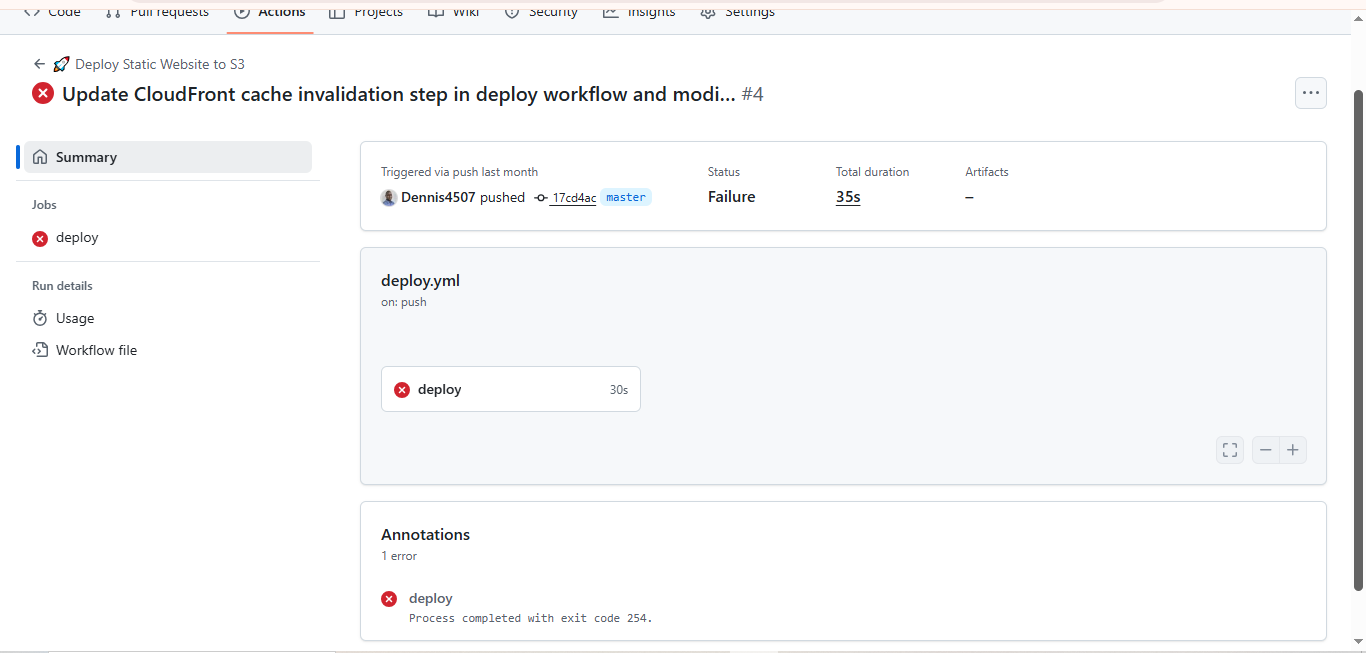 Code Pull requests Actions Projects Wiki Security Insights Settings
Deploy Static Website to S3
Update CloudFront cache invalidation step in deploy workflow and modi... #4
Summary
Jobs
deploy
Run details
Usage
Workflow file
Triggered via push last month
Dennis4507 pushed 17cd4ac master
Status
Failure
Total duration
35s
Artifacts
–
deploy.yml
on: push
deploy 30s
Annotations
1 error
deploy
Process completed with exit code 254.